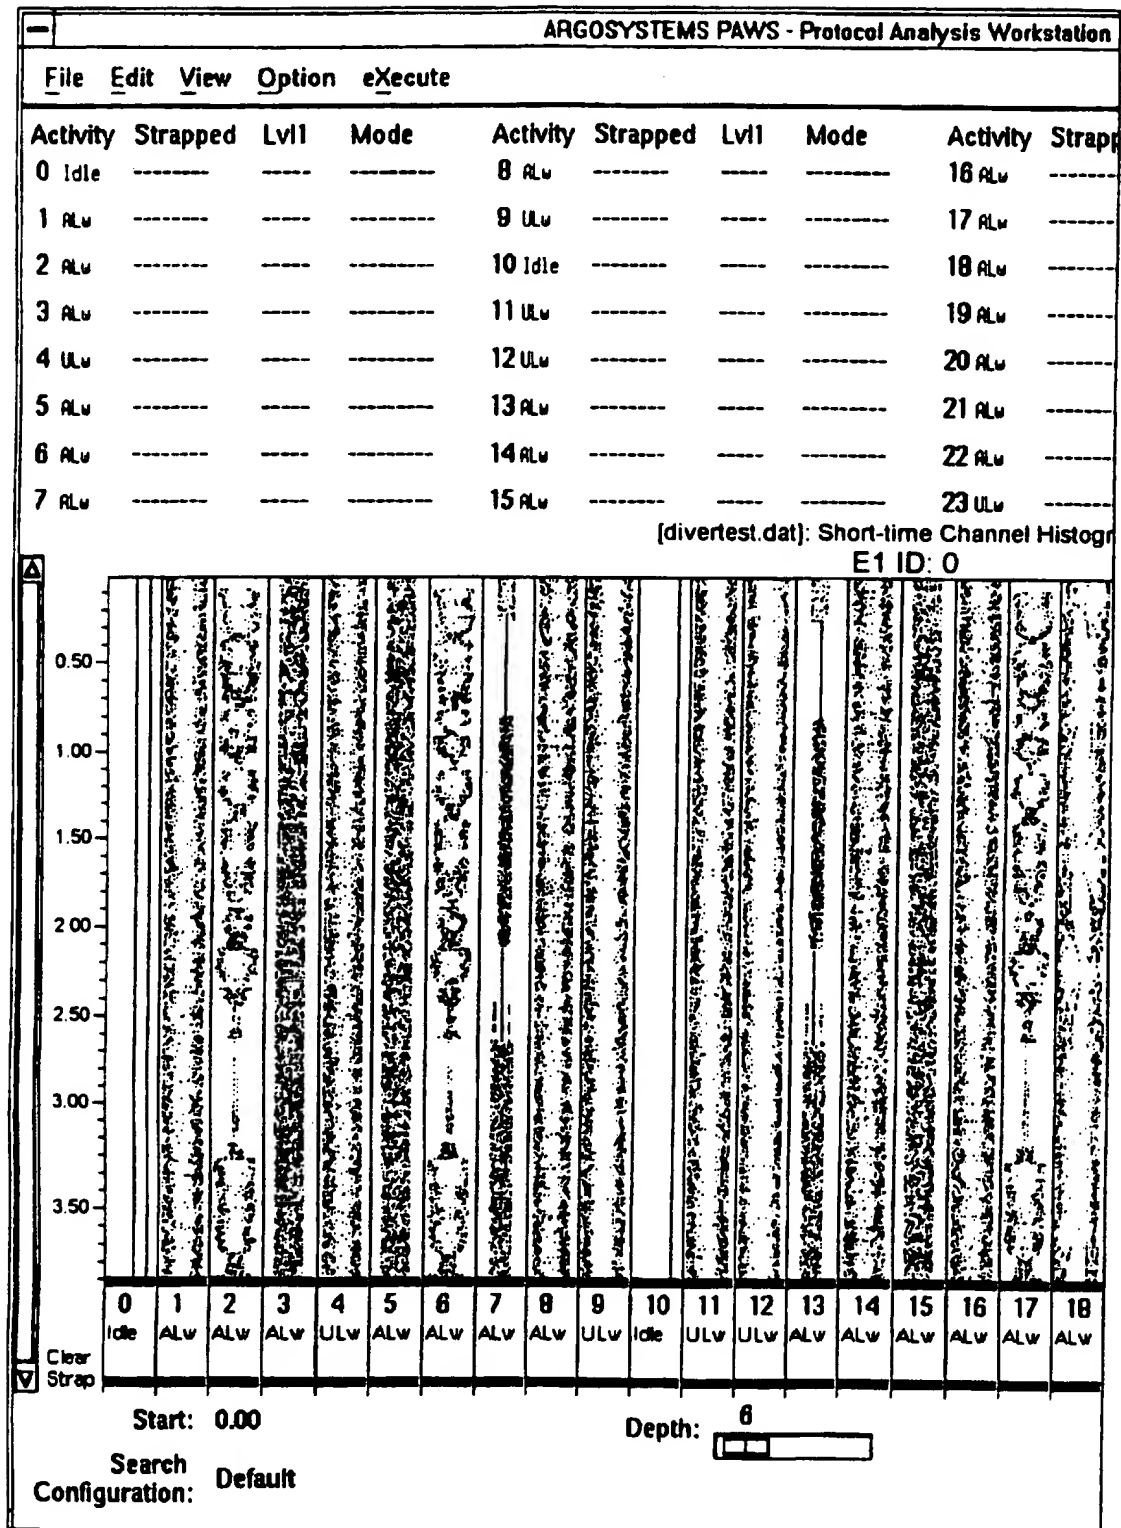 ARGOSYSTEMS PAWS - Protocol Analysis Workstation
File Edit View Option eXecute
Activity Strapped Lvl1 Mode Activity Strapped Lvl1 Mode Activity Strapp
0 Idle -------- ----- --------- 8 ALw -------- ----- --------- 16 ALw -------
1 ALw -------- ----- --------- 9 ULw -------- ----- --------- 17 ALw -------
2 ALw -------- ----- --------- 10 Idle -------- ----- --------- 18 ALw -------
3 ALw -------- ----- --------- 11 ULw -------- ----- --------- 19 ALw -------
4 ULw -------- ----- --------- 12 ULw -------- ----- --------- 20 ALw -------
5 ALw -------- ----- --------- 13 ALw -------- ----- --------- 21 ALw -------
6 ALw -------- ----- --------- 14 ALw -------- ----- --------- 22 ALw -------
7 ALw -------- ----- --------- 15 ALw -------- ----- --------- 23 ULw -------
[divertest.dat]: Short-time Channel Histogr
E1 ID: 0
0.50
1.00
1.50
2.00
2.50
3.00
3.50
0 1 2 3 4 5 6 7 8 9 10 11 12 13 14 15 16 17 18
Idle ALw ALw ALw ULw ALw ALw ALw ALw ULw Idle ULw ULw ALw ALw ALw ALw ALw ALw
Clear
Strap
Start: 0.00
Depth: 6
Search
Configuration: Default